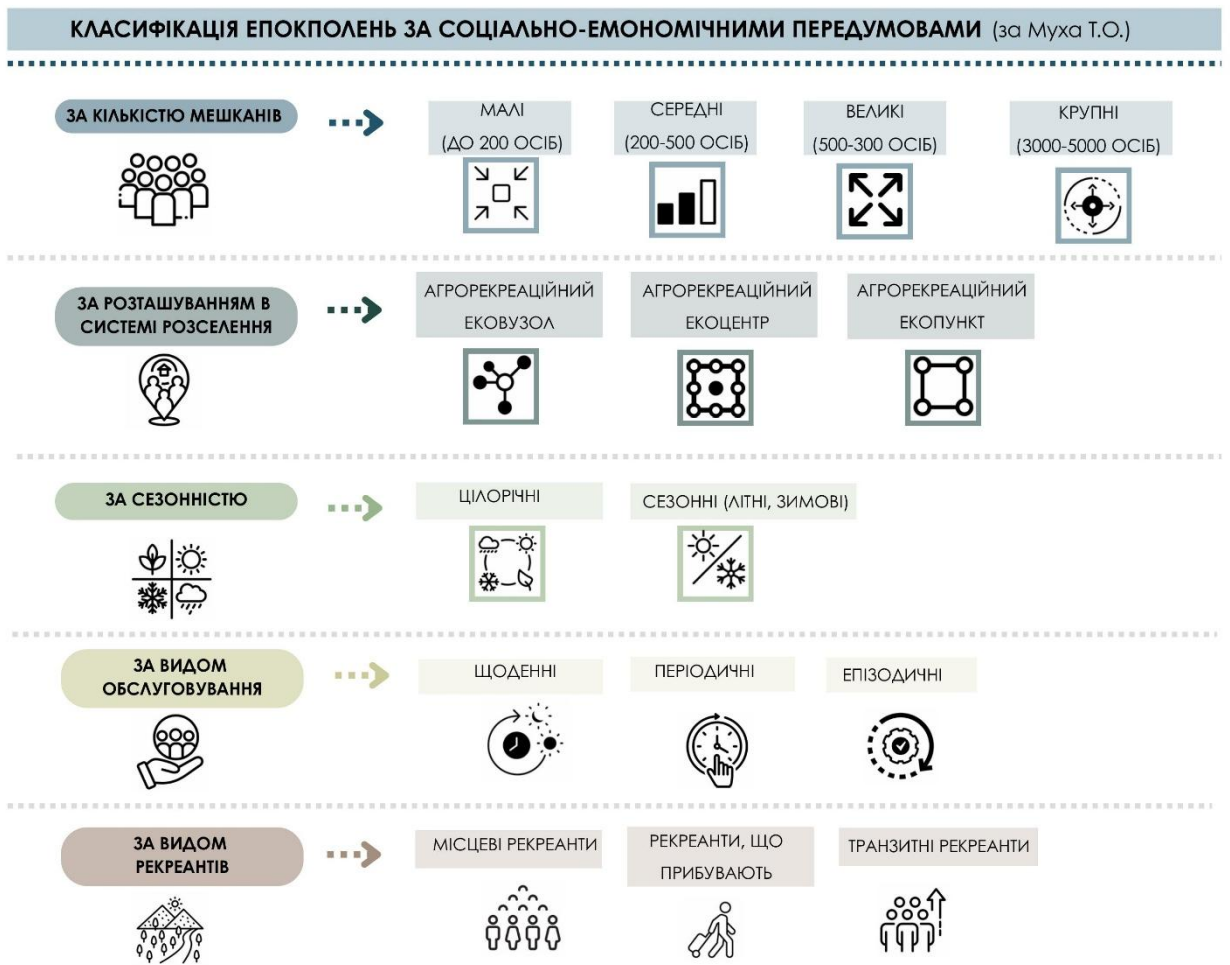 КЛАСИФІКАЦІЯ ЕПОКПОЛЕНЬ ЗА СОЦІАЛЬНО-ЕМОНОМІЧНИМИ ПЕРЕДУМОВАМИ (за Муха Т.О.)
ЗА КІЛЬКІСТЮ МЕШКАНІВ
МАЛІ
(ДО 200 ОСІБ)
СЕРЕДНІ
(200-500 ОСІБ)
ВЕЛИКІ
(500-300 ОСІБ)
КРУПНІ
(3000-5000 ОСІБ)
ЗА РОЗТАШУВАННЯМ В
СИСТЕМІ РОЗСЕЛЕННЯ
АГРОРЕКРЕАЦІЙНИЙ
ЕКОВУЗОЛ
АГРОРЕКРЕАЦІЙНИЙ
ЕКОЦЕНТР
АГРОРЕКРЕАЦІЙНИЙ
ЕКОПУНКТ
ЗА СЕЗОННІСТЮ
ЦІЛОРІЧНІ
СЕЗОННІ (ЛІТНІ, ЗИМОВІ)
ЗА ВИДОМ
ОБСЛУГОВУВАННЯ
ЩОДЕННІ
ПЕРІОДИЧНІ
ЕПІЗОДИЧНІ
ЗА ВИДОМ
РЕКРЕАНТІВ
МІСЦЕВІ РЕКРЕАНТИ
РЕКРЕАНТИ, ЩО
ПРИБУВАЮТЬ
ТРАНЗИТНІ РЕКРЕАНТИ